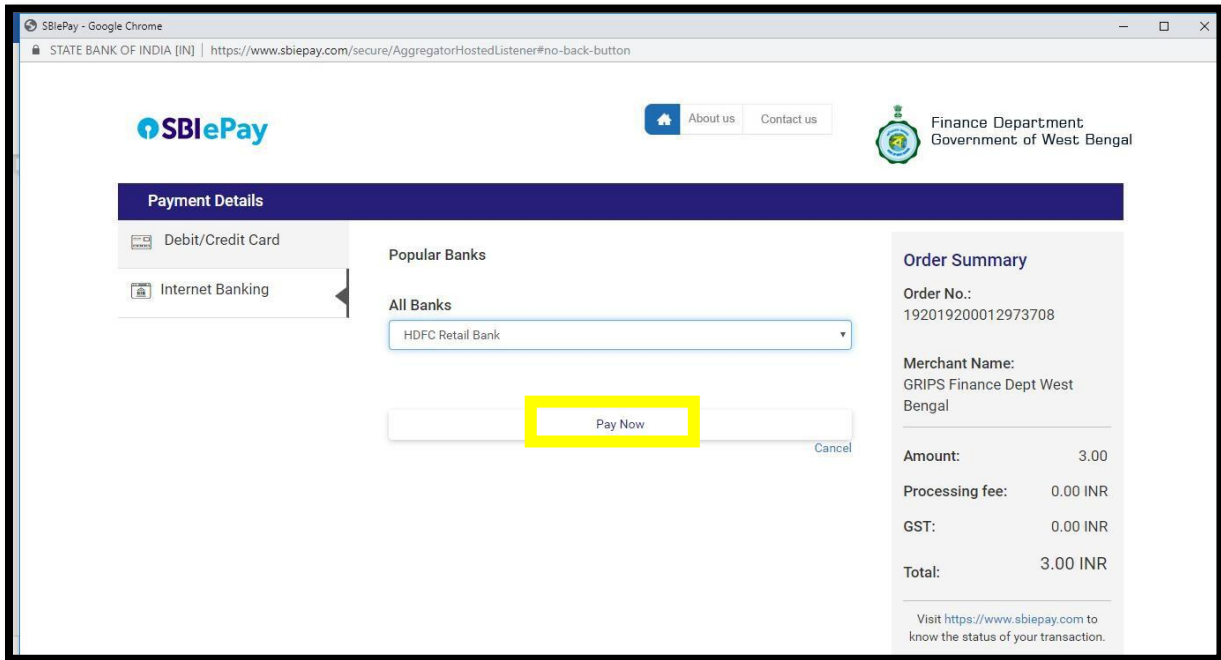 SBIePay - Google Chrome
STATE BANK OF INDIA [IN] | https://www.sbiepay.com/secure/AggregatorHostedListener#no-back-button
SBIePay
About us
Contact us
Finance Department
Government of West Bengal
Payment Details
Debit/Credit Card
Internet Banking
Popular Banks
All Banks
HDFC Retail Bank
Pay Now
Cancel
Order Summary
Order No.:
192019200012973708
Merchant Name:
GRIPS Finance Dept West
Bengal
Amount: 3.00
Processing fee: 0.00 INR
GST: 0.00 INR
Total: 3.00 INR
Visit https://www.sbiepay.com to
know the status of your transaction.